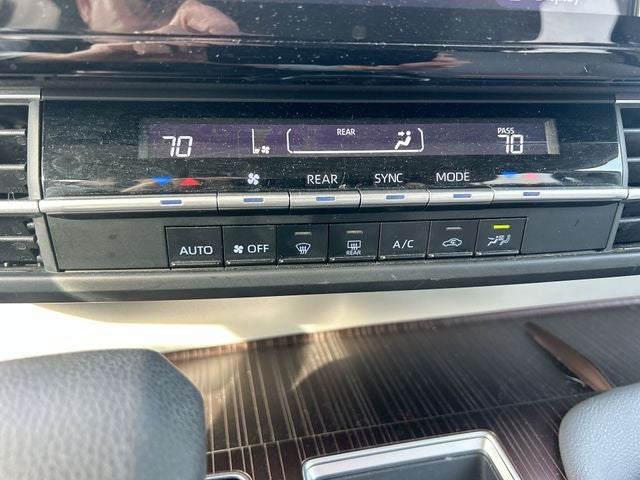 70 REAR PASS 70
REAR SYNC MODE
AUTO OFF REAR A/C